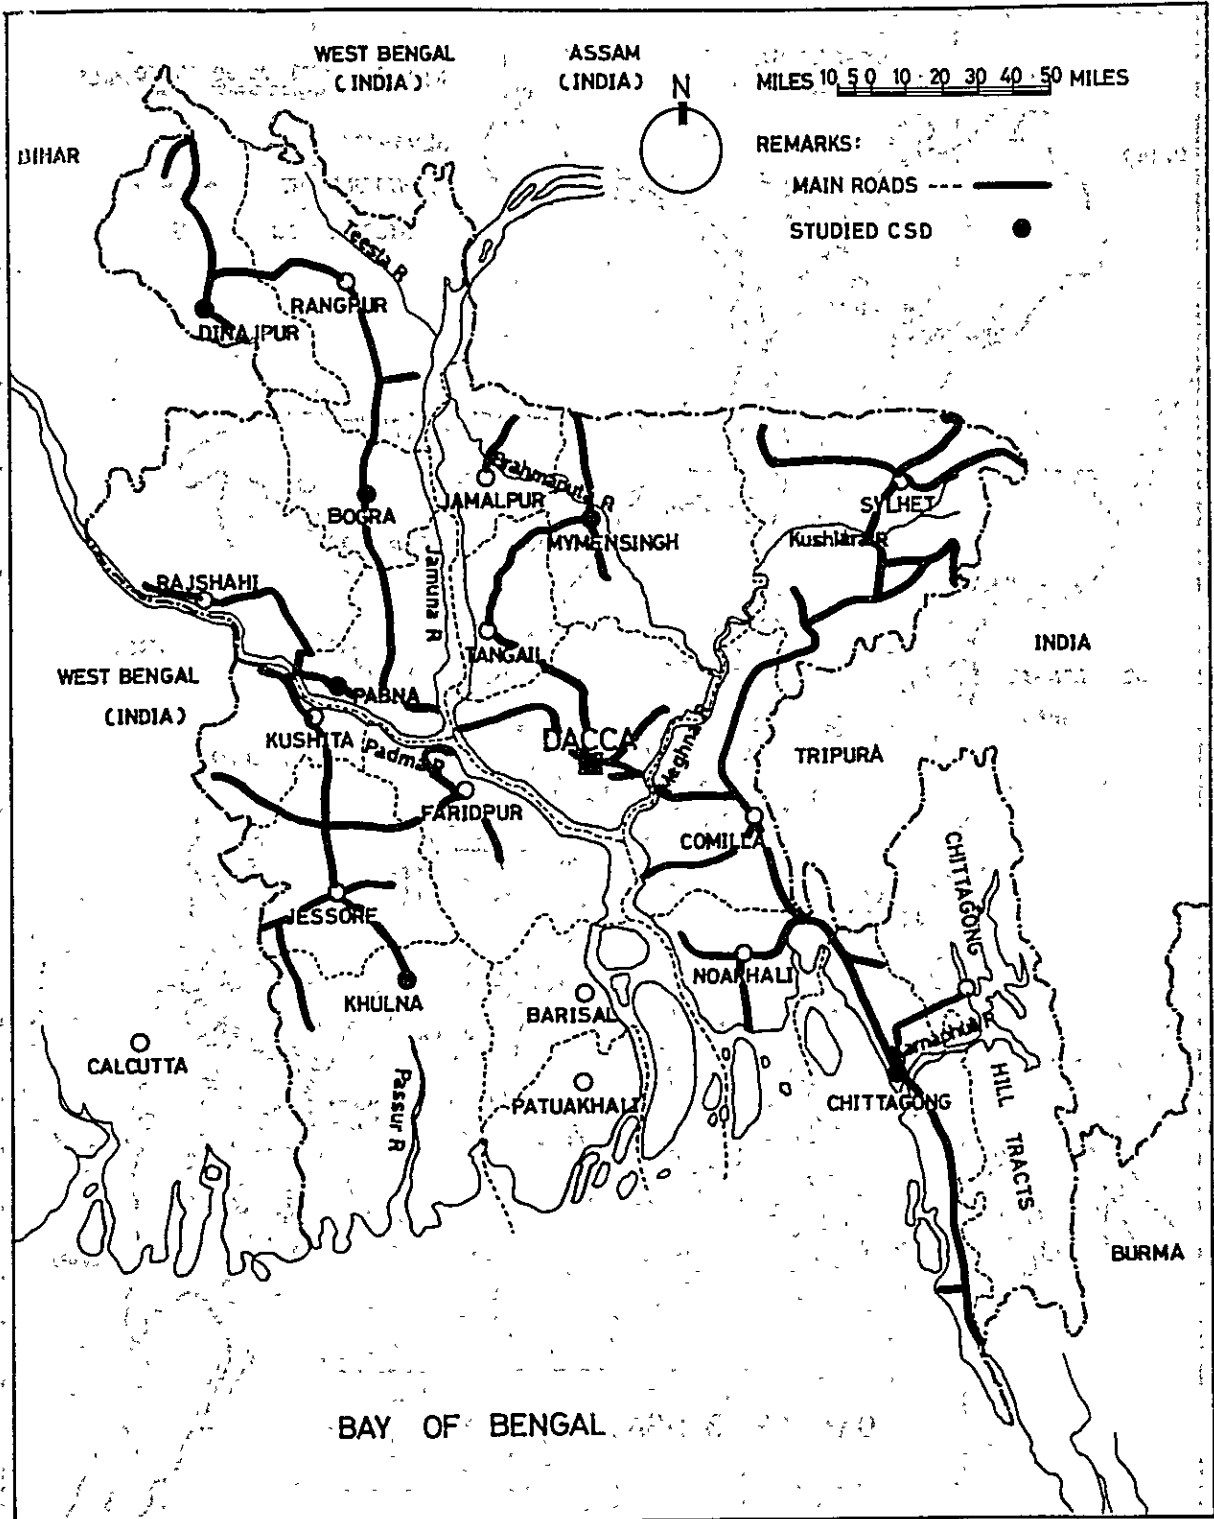 WEST BENGAL
(INDIA)
ASSAM
(INDIA)
N
MILES 10 5 0 10 20 30 40 50 MILES
REMARKS:
MAIN ROADS ---
STUDIED CSD
BIHAR
Teesta R
RANGPUR
DINAJPUR
Brahmaputa R
JAMALPUR
BOGRA
MYMENSINGH
SYLHET
Kushiara R
Jamuna R
RAJSHAHI
TANGAIL
INDIA
WEST BENGAL
(INDIA)
PABNA
KUSHITA
Padma R
DACCA
Meghna R
TRIPURA
FARIDPUR
COMILLA
CHITTAGONG
HILL
TRACTS
JESSORE
NOAKHALI
KHULNA
BARISAL
CALCUTTA
Karnaphuli R
PATUAKHALI
CHITTAGONG
Passur R
BURMA
BAY OF BENGAL